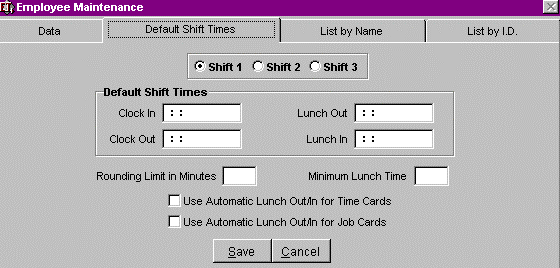 Employee Maintenance
Data Default Shift Times List by Name List by I.D.
Shift 1 Shift 2 Shift 3
Default Shift Times
Clock In : : Lunch Out : :
Clock Out : : Lunch In : :
Rounding Limit in Minutes Minimum Lunch Time
Use Automatic Lunch Out/In for Time Cards
Use Automatic Lunch Out/In for Job Cards
Save Cancel